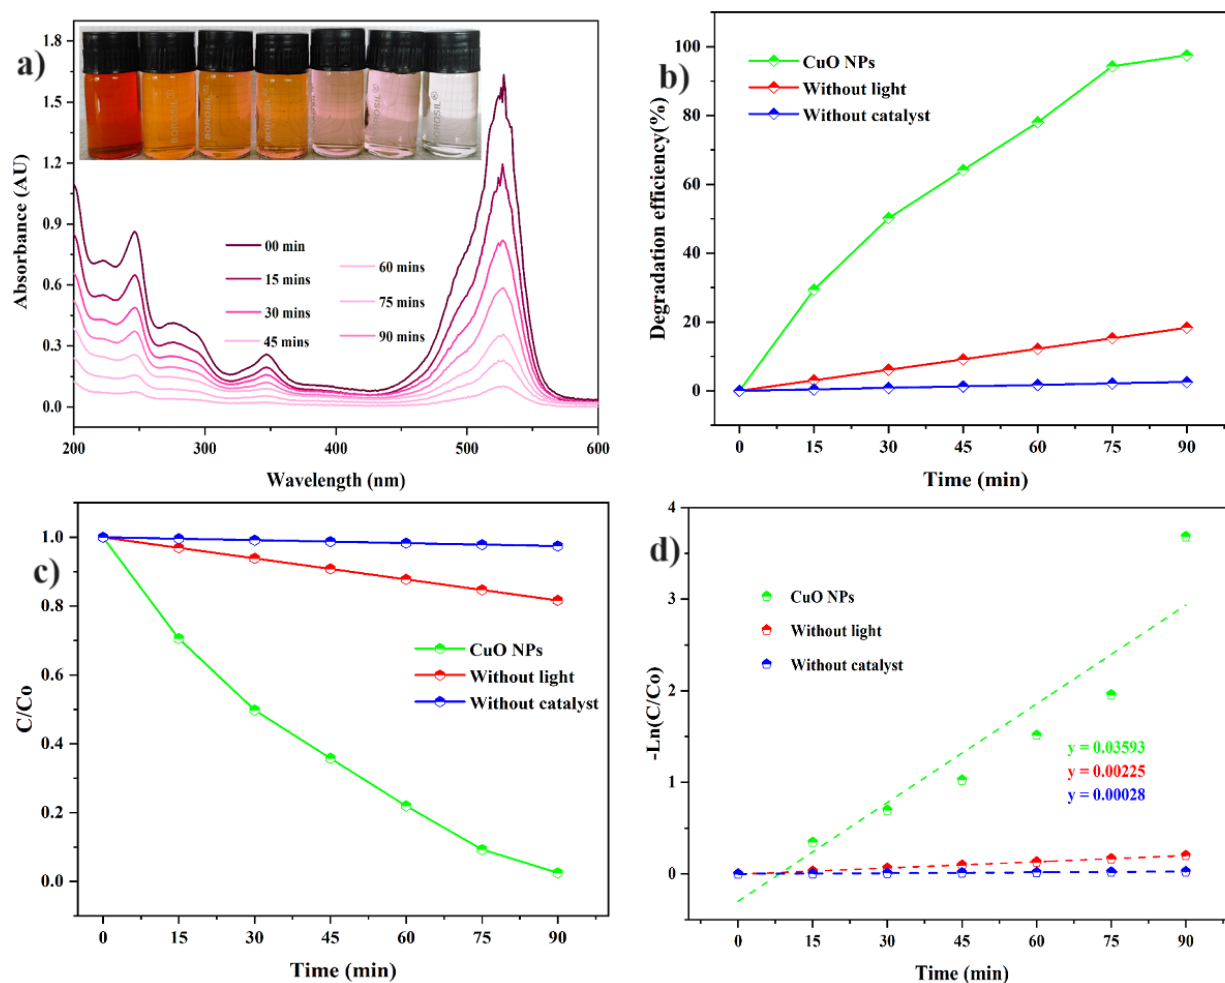 a)
1.8
1.5
1.2
0.9
0.6
0.3
0.0
Absorbance (AU)
BOROSIL®
BOROSIL®
BOROSIL®
00 min
15 mins
30 mins
45 mins
60 mins
75 mins
90 mins
200 300 400 500 600
Wavelength (nm)
b)
100
80
60
40
20
0
Degradation efficiency(%)
CuO NPs
Without light
Without catalyst
0 15 30 45 60 75 90
Time (min)
c)
1.0
0.8
0.6
0.4
0.2
0.0
C/Co
CuO NPs
Without light
Without catalyst
0 15 30 45 60 75 90
Time (min)
d)
4
3
2
1
0
-Ln(C/Co)
CuO NPs
Without light
Without catalyst
y = 0.03593
y = 0.00225
y = 0.00028
0 15 30 45 60 75 90
Time (min)